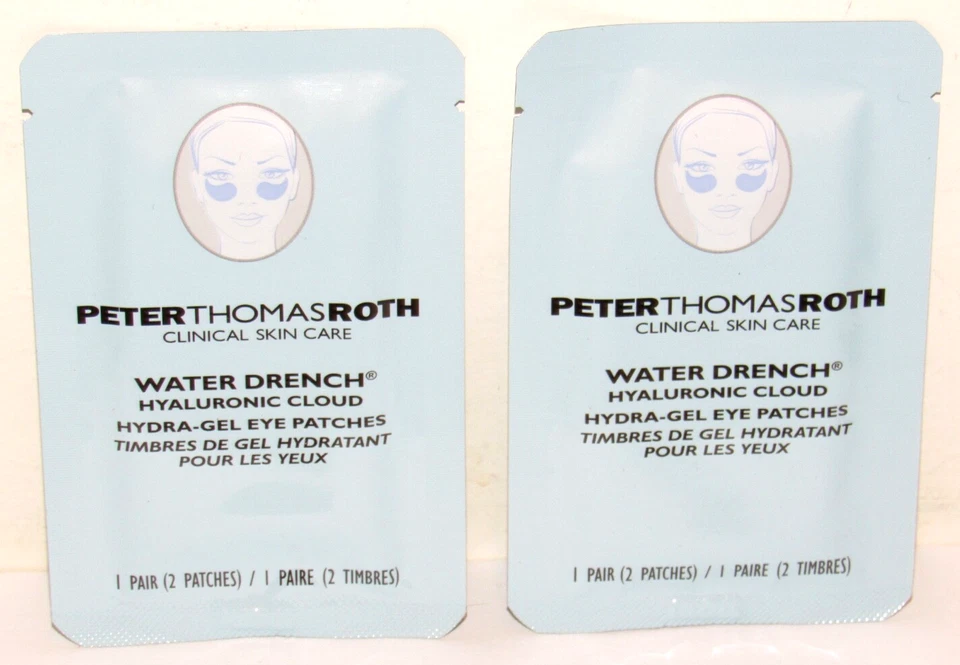 PETERTHOMASROTH
CLINICAL SKIN CARE
WATER DRENCH®
HYALURONIC CLOUD
HYDRA-GEL EYE PATCHES
TIMBRES DE GEL HYDRATANT
POUR LES YEUX
1 PAIR (2 PATCHES) / 1 PAIRE (2 TIMBRES)
PETERTHOMASROTH
CLINICAL SKIN CARE
WATER DRENCH®
HYALURONIC CLOUD
HYDRA-GEL EYE PATCHES
TIMBRES DE GEL HYDRATANT
POUR LES YEUX
1 PAIR (2 PATCHES) / 1 PAIRE (2 TIMBRES)